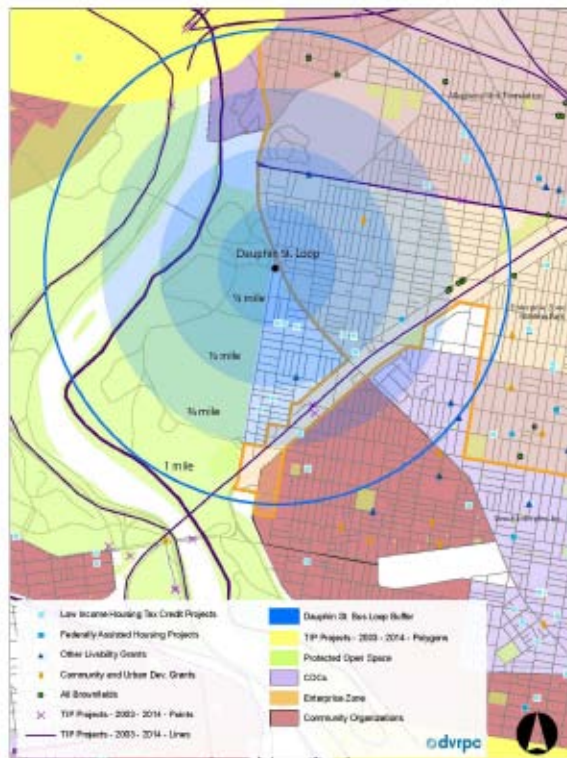 Dauphin St. Loop
¼ mile
½ mile
¾ mile
1 mile
Low Income Housing Tax Credit Projects
Federally Assisted Housing Projects
Other Livability Grants
Community and Urban Dev. Grants
All Brownfields
TIP Projects - 2003 - 2014 - Points
TIP Projects - 2003 - 2014 - Lines
Dauphin St. Bus Loop Buffer
TIP Projects - 2003 - 2014 - Polygons
Protected Open Space
CDCs
Enterprise Zone
Community Organizations
dvrpc